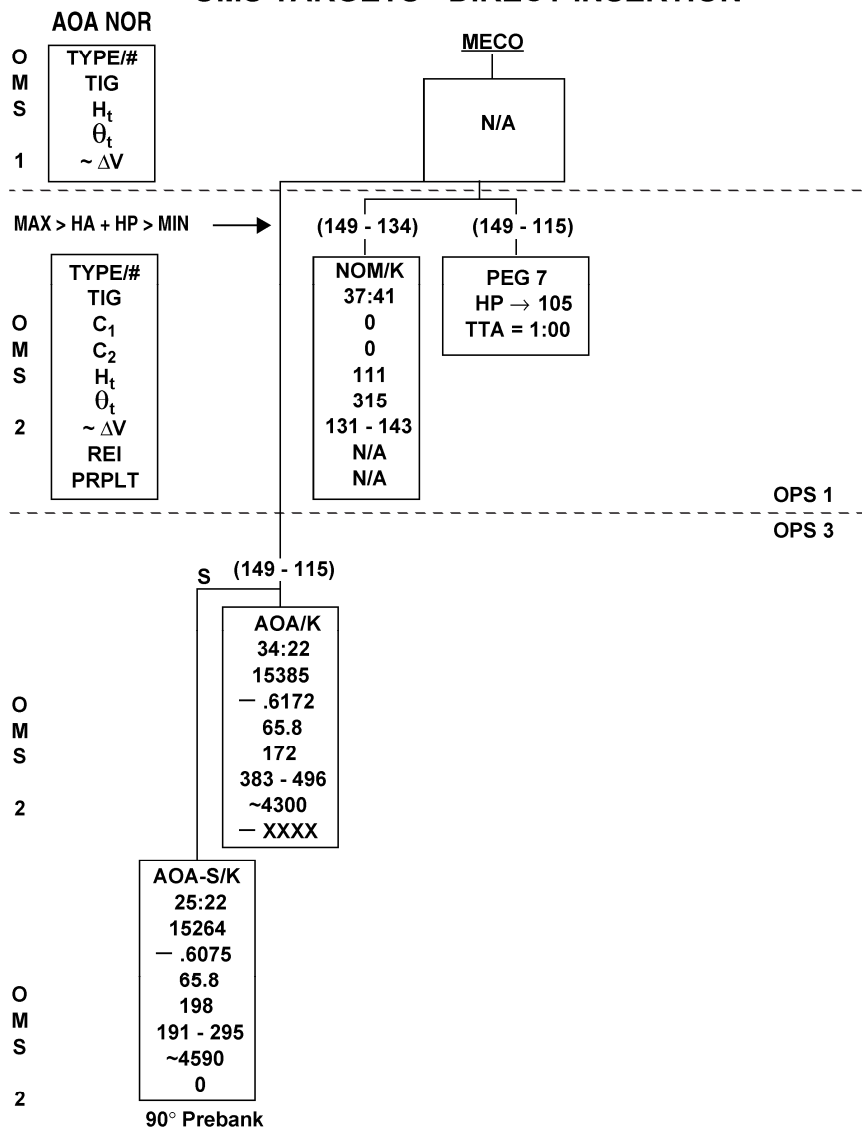 OMS TARGETS - DIRECT INSERTION
AOA NOR
OMS 1
TYPE/#
TIG
Ht
θt
~ ΔV
MECO
N/A
MAX > HA + HP > MIN
OMS 2
TYPE/#
TIG
C1
C2
Ht
θt
~ ΔV
REI
PRPLT
(149 - 134)
NOM/K
37:41
0
0
111
315
131 - 143
N/A
N/A
(149 - 115)
PEG 7
HP → 105
TTA = 1:00
OPS 1
OPS 3
S
(149 - 115)
OMS 2
AOA/K
34:22
15385
— .6172
65.8
172
383 - 496
~4300
— XXXX
OMS 2
AOA-S/K
25:22
15264
— .6075
65.8
198
191 - 295
~4590
0
90° Prebank